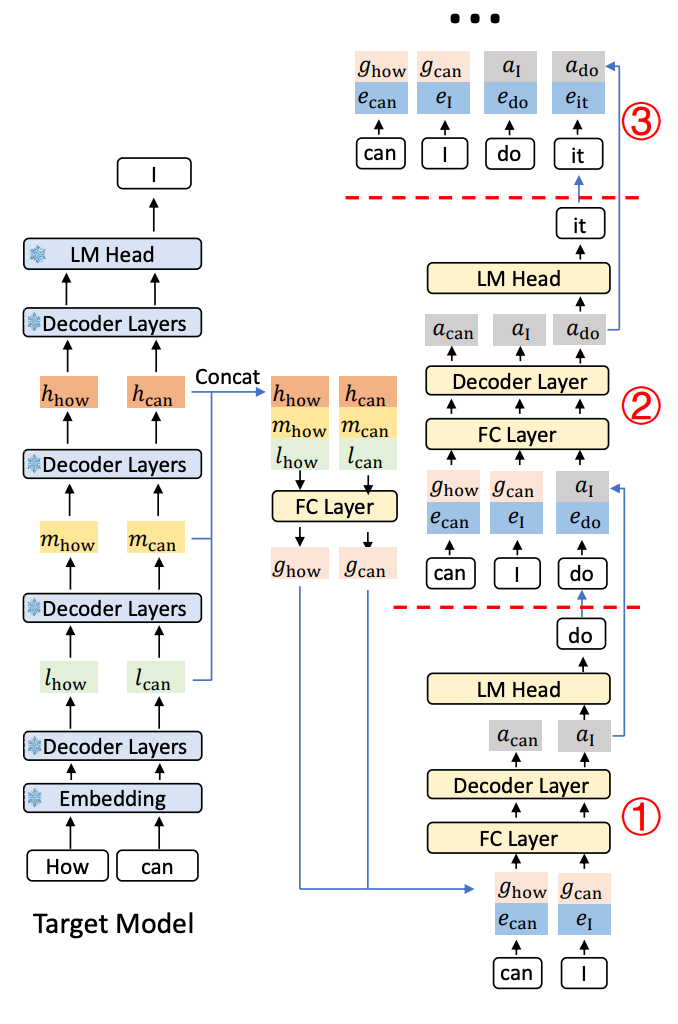 I
LM Head
Decoder Layers
h_how h_can
Decoder Layers
m_how m_can
Decoder Layers
l_how l_can
Decoder Layers
Embedding
How can
Target Model
Concat
h_how h_can
m_how m_can
l_how l_can
FC Layer
g_how g_can
...
g_how g_can a_I a_do
e_can e_I e_do e_it
can I do it
③
it
LM Head
a_can a_I a_do
Decoder Layer
FC Layer
②
g_how g_can a_I
e_can e_I e_do
can I do
do
LM Head
a_can a_I
Decoder Layer
FC Layer
①
g_how g_can
e_can e_I
can I